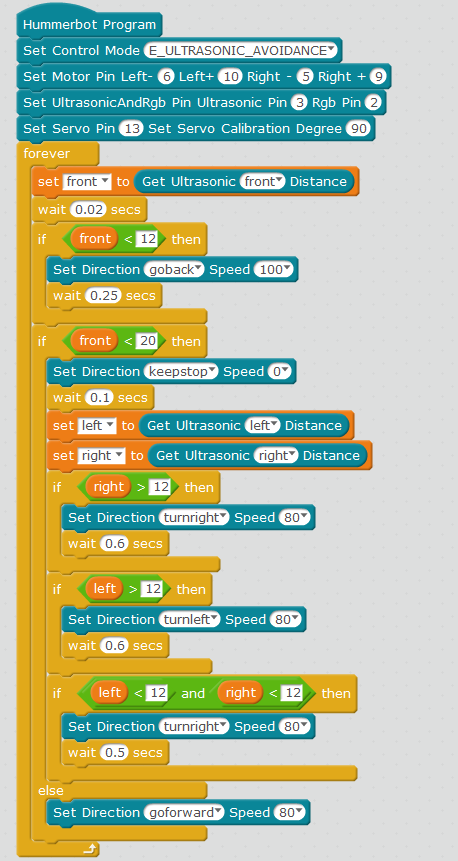 Hummerbot Program
Set Control Mode E_ULTRASONIC_AVOIDANCE
Set Motor Pin Left- 6 Left+ 10 Right - 5 Right + 9
Set UltrasonicAndRgb Pin Ultrasonic Pin 3 Rgb Pin 2
Set Servo Pin 13 Set Servo Calibration Degree 90
forever
set front to Get Ultrasonic front Distance
wait 0.02 secs
if front < 12 then
Set Direction goback Speed 100
wait 0.25 secs
if front < 20 then
Set Direction keepstop Speed 0
wait 0.1 secs
set left to Get Ultrasonic left Distance
set right to Get Ultrasonic right Distance
if right > 12 then
Set Direction turnright Speed 80
wait 0.6 secs
if left > 12 then
Set Direction turnleft Speed 80
wait 0.6 secs
if left < 12 and right < 12 then
Set Direction turnright Speed 80
wait 0.5 secs
else
Set Direction goforward Speed 80